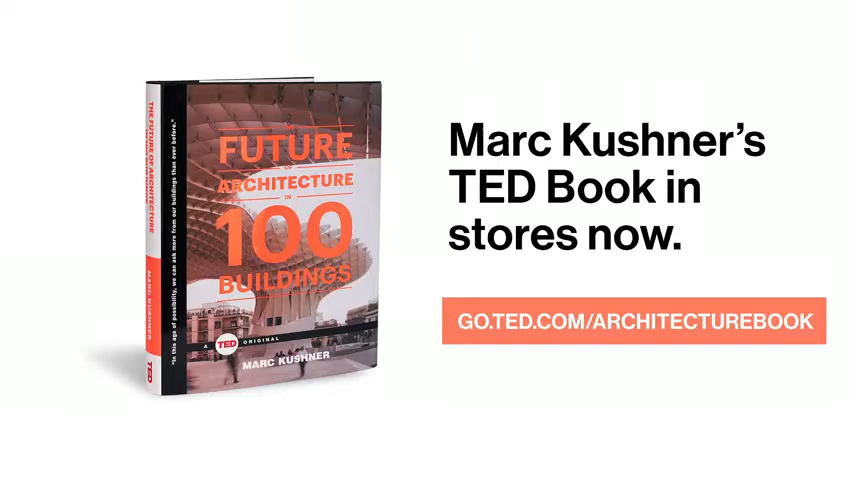 THE
FUTURE
OF
ARCHITECTURE
IN
100
BUILDINGS
A TED ORIGINAL
MARC KUSHNER
THE FUTURE OF ARCHITECTURE
MARC KUSHNER
TED
"In this age of possibility, we can ask more from our buildings than ever before."
Marc Kushner’s
TED Book in
stores now.
GO.TED.COM/ARCHITECTUREBOOK